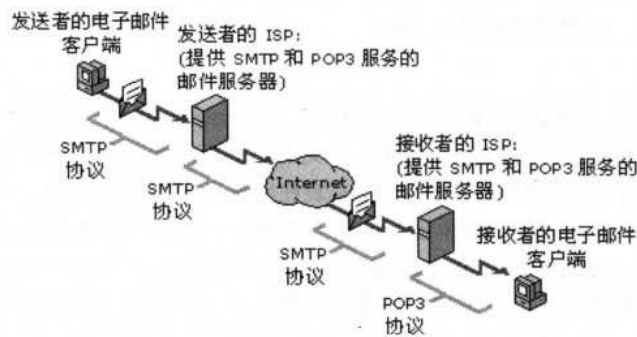 发送者的电子邮件
客户端
发送者的 ISP:
(提供 SMTP 和 POP3 服务的
邮件服务器)
SMTP
协议
SMTP
协议
Internet
接收者的 ISP:
(提供 SMTP 和 POP3 服务的
邮件服务器)
SMTP
协议
接收者的电子邮件
客户端
POP3
协议